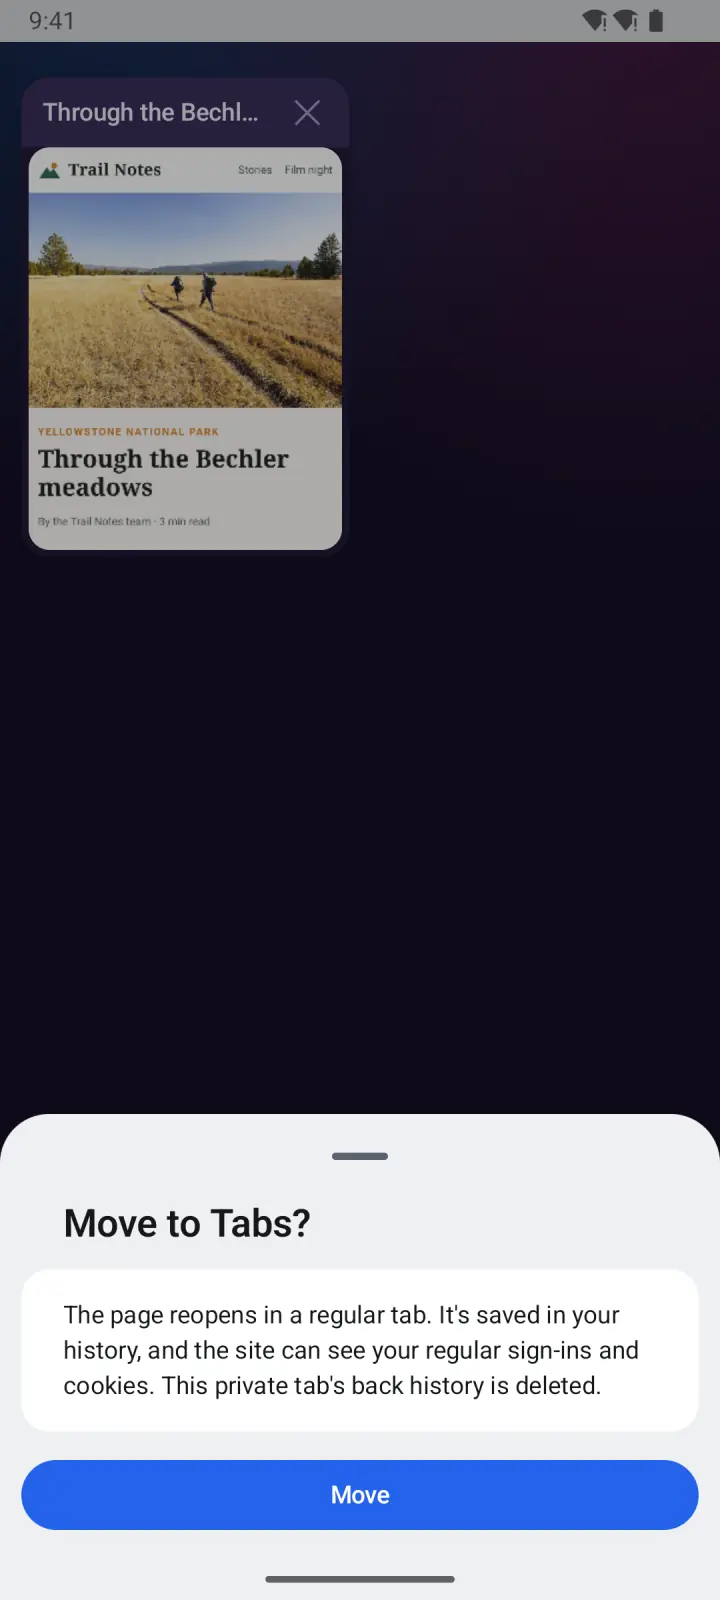 9:41
Through the Bechl...
Trail Notes
Stories
Film night
YELLOWSTONE NATIONAL PARK
Through the Bechler
meadows
By the Trail Notes team · 3 min read
Move to Tabs?
The page reopens in a regular tab. It's saved in your
history, and the site can see your regular sign-ins and
cookies. This private tab's back history is deleted.
Move